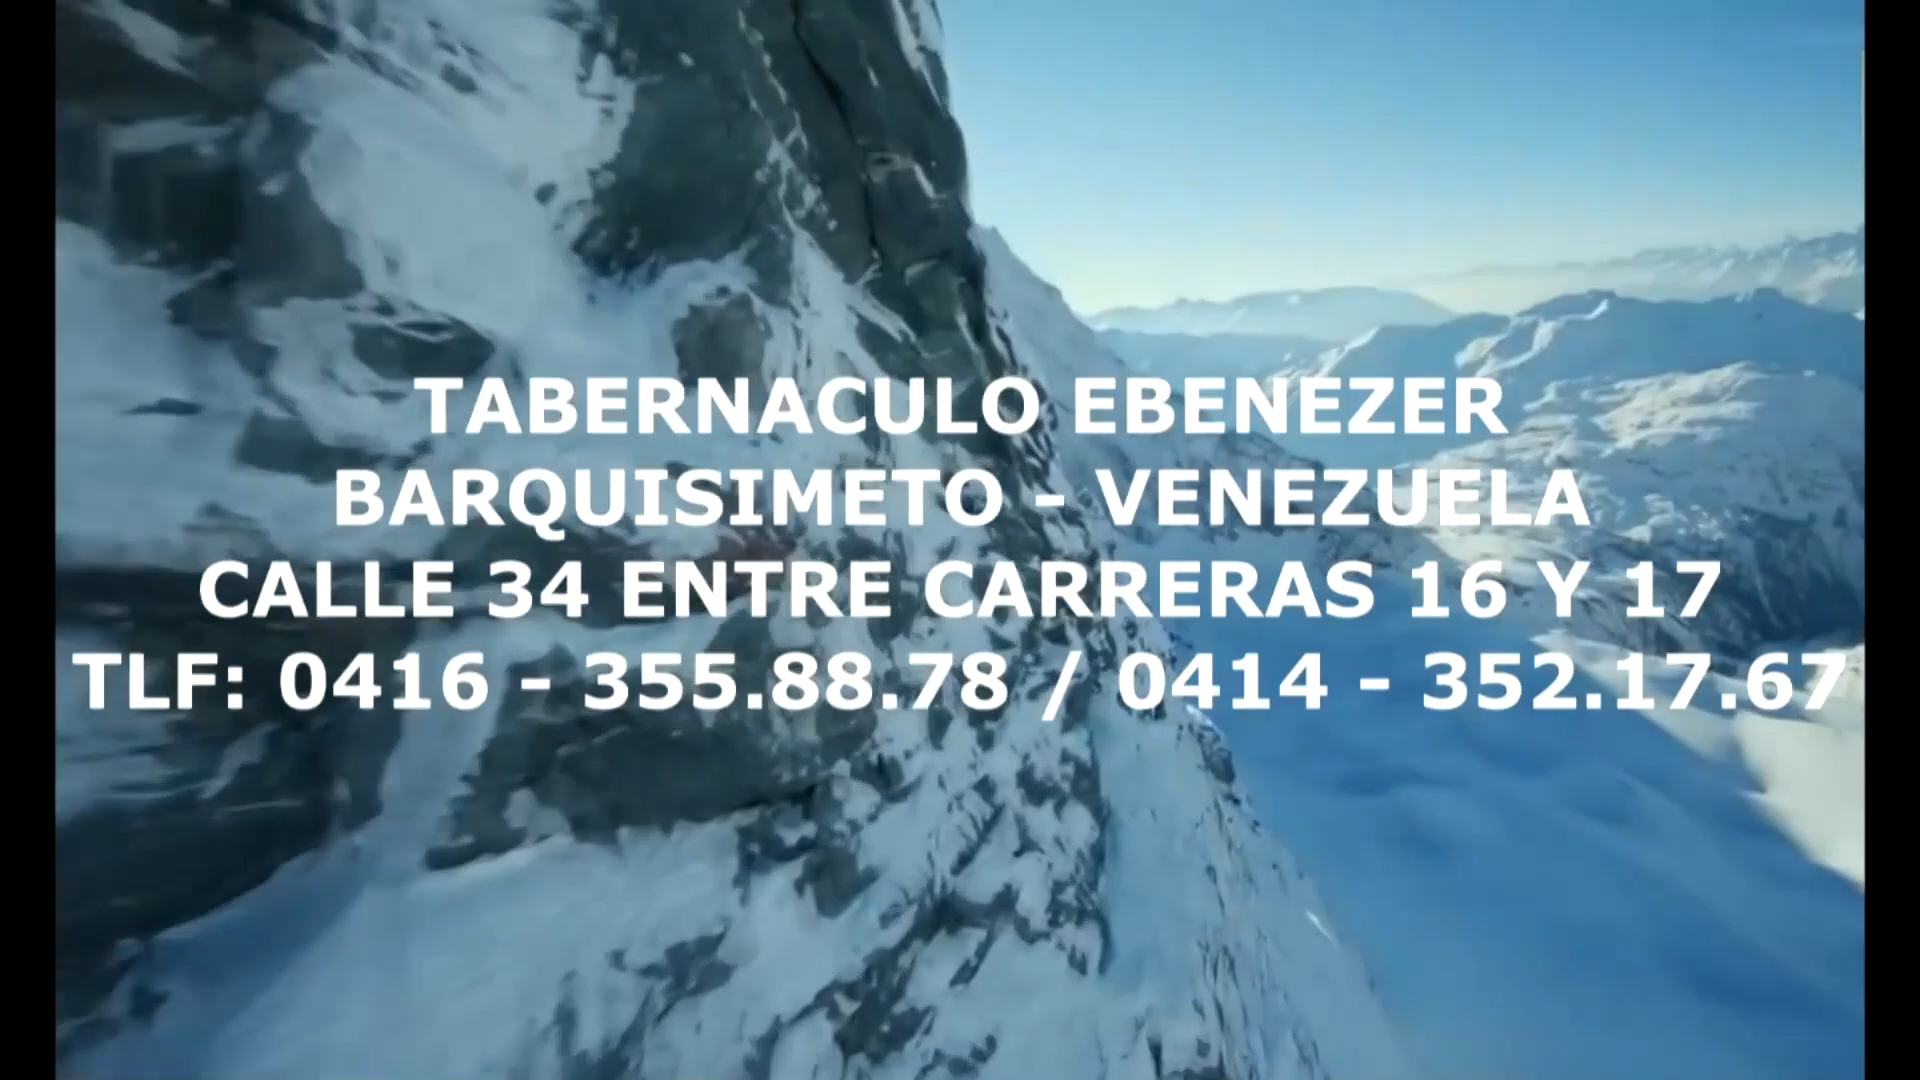 TABERNACULO EBENEZER
BARQUISIMETO - VENEZUELA
CALLE 34 ENTRE CARRERAS 16 Y 17
TLF: 0416 - 355.88.78 / 0414 - 352.17.67